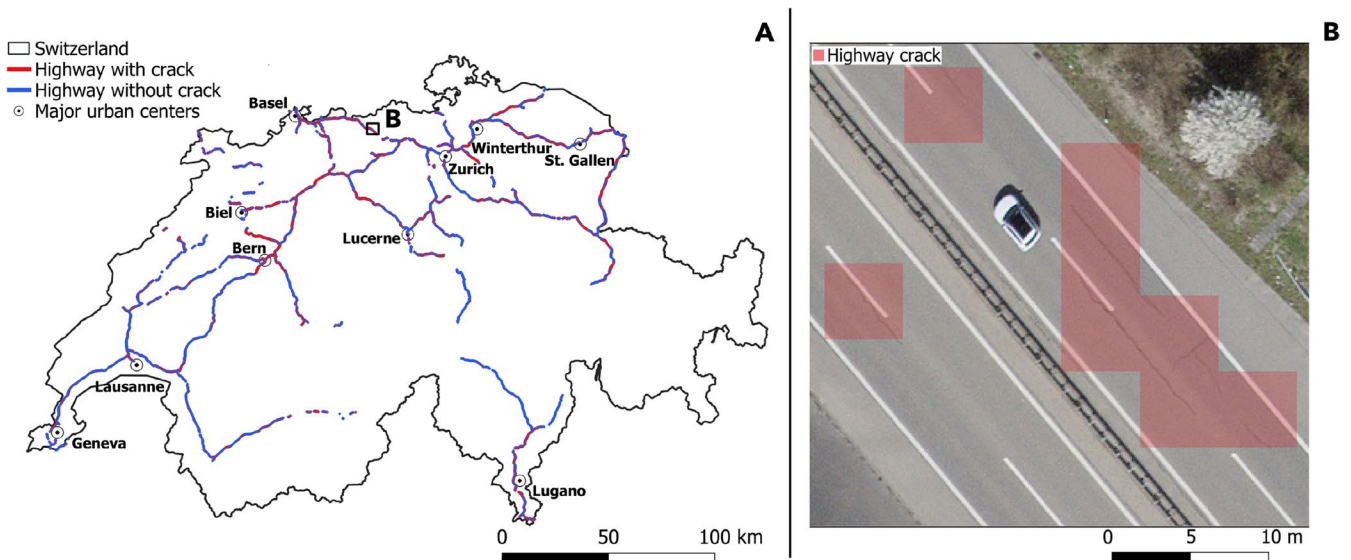 A
Switzerland
Highway with crack
Highway without crack
Major urban centers
Basel
B
Winterthur
St. Gallen
Zurich
Biel
Lucerne
Bern
Lausanne
Geneva
Lugano
0 50 100 km
B
Highway crack
0 5 10 m